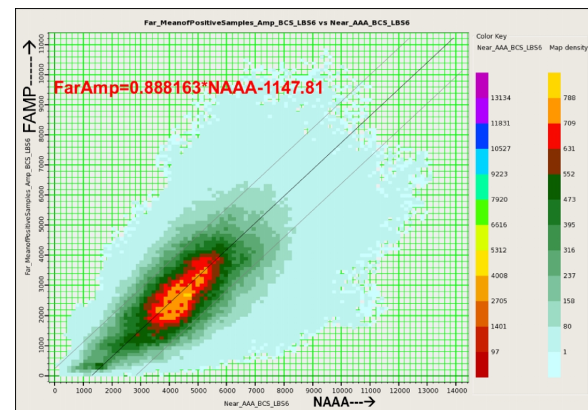 Far_MeanofPositiveSamples_Amp_BCS_LBS6 vs Near_AAA_BCS_LBS6
Color Key
Near_AAA_BCS_LBS6 Map density
FarAmp=0.888163*NAAA-1147.81
FAMP-----→
Far_MeanofPositiveSamples_Amp_BCS_LBS6
11000
10000
9000
8000
7000
6000
5000
4000
3000
2000
1000
0
0 1000 2000 3000 4000 5000 6000 7000 8000 9000 10000 11000 12000 13000 14000
Near_AAA_BCS_LBS6 NAAA---→
13134 788
11831 709
10527 631
9223 552
7920 473
6616 395
5312 316
4008 237
2705 158
1401 80
97 1